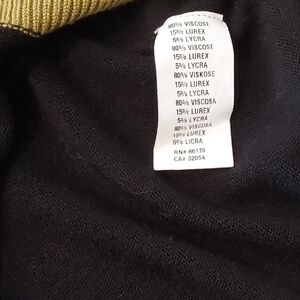 80% VISCOSE
15% LUREX
5% LYCRA
80% VISCOSE
15% LUREX
5% LYCRA
80% VISKOSE
15% LUREX
5% LYCRA
80% VISCOSA
15% LUREX
5% LYCRA
80% VISCOSA
15% LUREX
5% LICRA
RN# 66170
CA# 32054